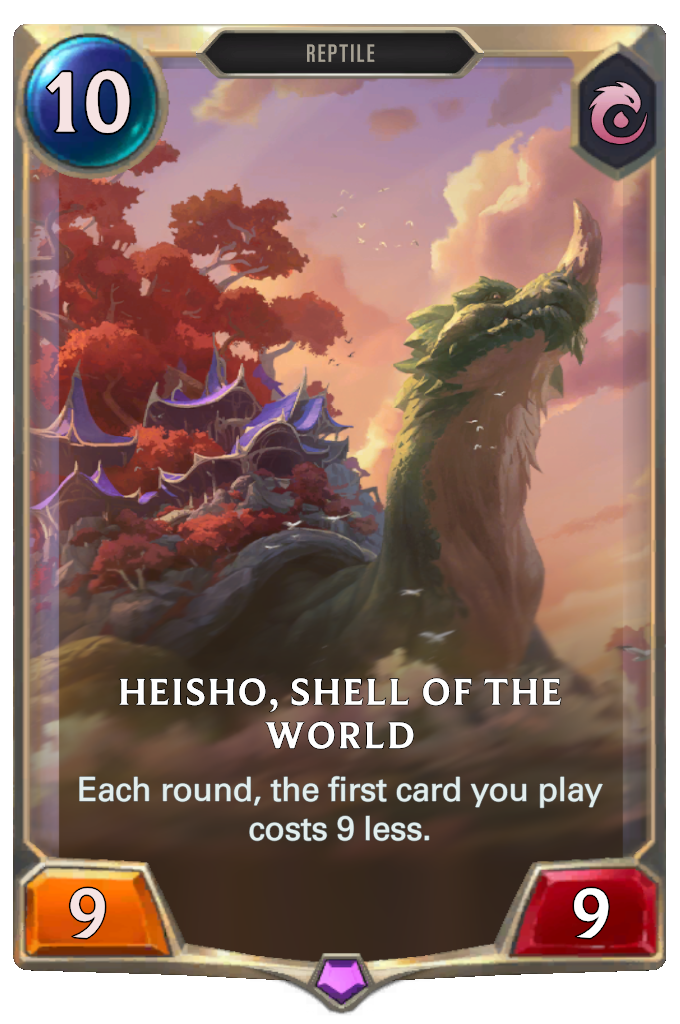 REPTILE
10
HEISHO, SHELL OF THE
WORLD
Each round, the first card you play
costs 9 less.
9
9